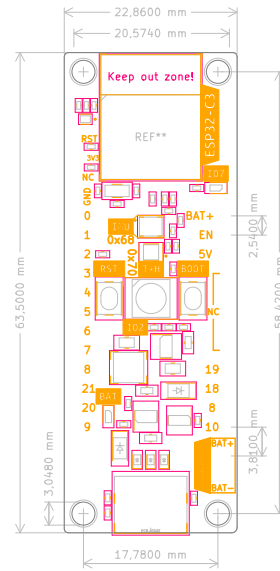 22,8600 mm
20,5740 mm
Keep out zone!
REF**
ESP32-C3
RST
3V3
NC
IO7
GND
0
BAT+
IMU
1
0x68
EN
2
0x70
5V
3
RST
T+H
BOOT
4
5
NC
6
IO2
7
8
19
21
BAT
18
20
8
9
10
BAT+
BAT-
63,5000 mm
2,5400 mm
58,4200 mm
3,8100 mm
3,0480 mm
17,7800 mm